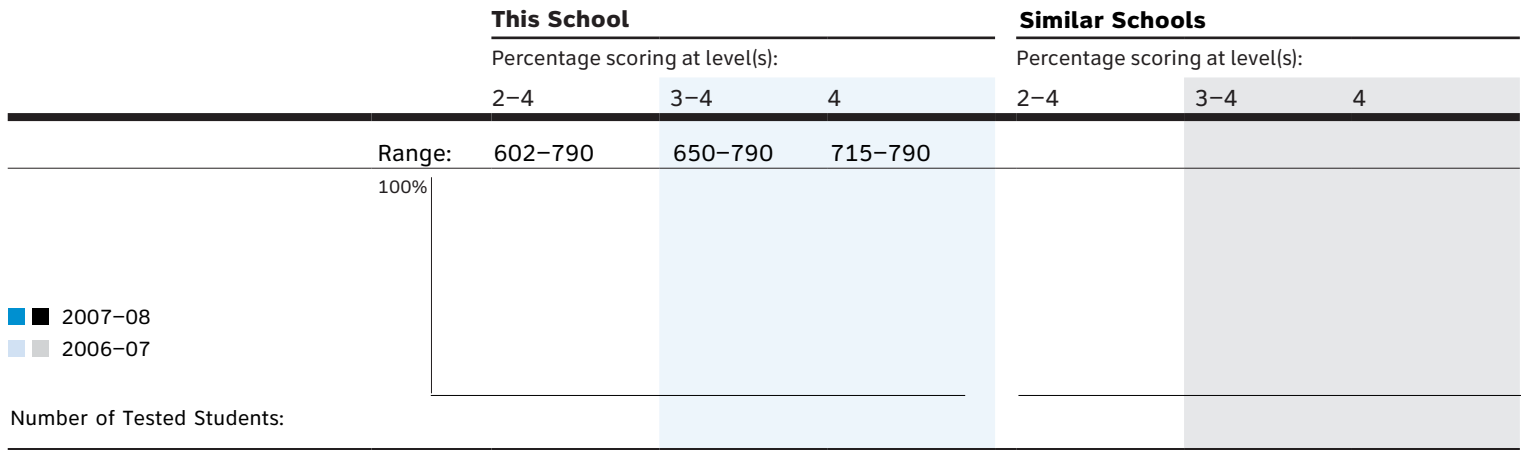 This School Similar Schools
Percentage scoring at level(s): Percentage scoring at level(s):
2–4 3–4 4 2–4 3–4 4
Range: 602–790 650–790 715–790
100%
2007–08
2006–07
Number of Tested Students: